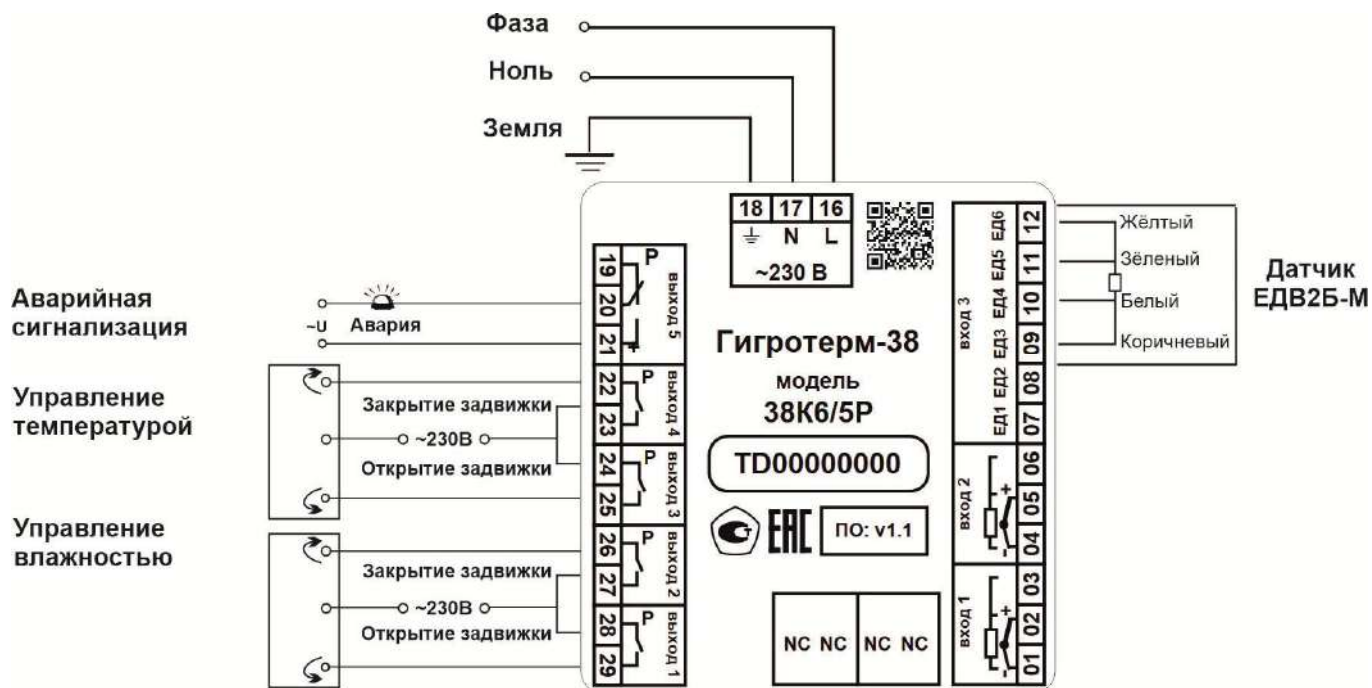 Фаза
Ноль
Земля
18 17 16
N L
~230 В
19
20
21
22
23
24
25
26
27
28
29
P
выход 5
P
выход 4
P
выход 3
P
выход 2
P
выход 1
Аварийная
сигнализация
~U
Авария
Управление
температурой
Закрытие задвижки
~230В
Открытие задвижки
Управление
влажностью
Закрытие задвижки
~230В
Открытие задвижки
Гигротерм-38
модель
38К6/5Р
TD00000000
ЕАС
ПО: v1.1
NC NC NC NC
вход 3
ЕД1 ЕД2 ЕД3 ЕД4 ЕД5 ЕД6
вход 2
+
-
вход 1
+
-
12
11
10
09
08
07
06
05
04
03
02
01
Жёлтый
Зёленый
Белый
Коричневый
Датчик
ЕДВ2Б-М